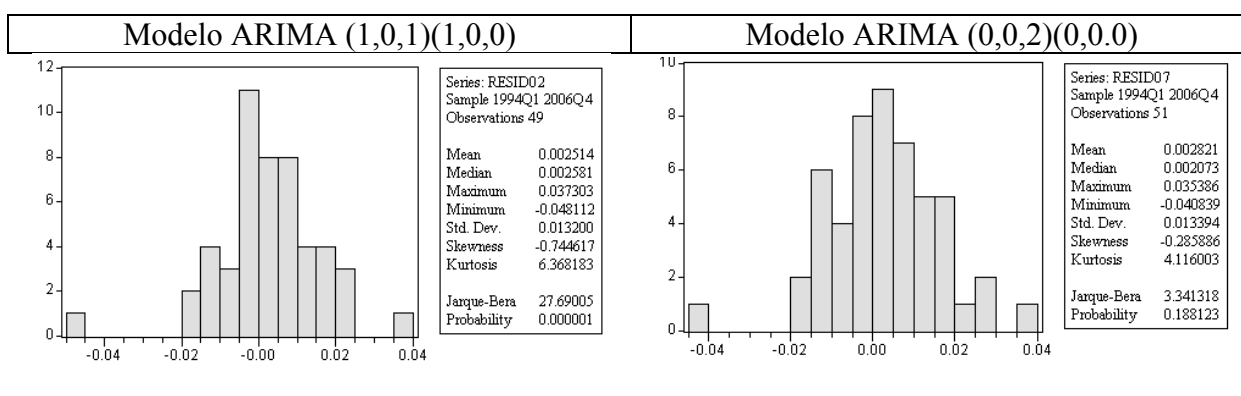 Modelo ARIMA (1,0,1)(1,0,0)
12
10
8
6
4
2
0
-0.04 -0.02 0.00 0.02 0.04
Series: RESID02
Sample 1994Q1 2006Q4
Observations 49
Mean 0.002514
Median 0.002581
Maximum 0.037303
Minimum -0.048112
Std. Dev. 0.013200
Skewness -0.744617
Kurtosis 6.368183
Jarque-Bera 27.69005
Probability 0.000001
Modelo ARIMA (0,0,2)(0,0.0)
10
8
6
4
2
0
-0.04 -0.02 0.00 0.02 0.04
Series: RESID07
Sample 1994Q1 2006Q4
Observations 51
Mean 0.002821
Median 0.002073
Maximum 0.035386
Minimum -0.040839
Std. Dev. 0.013394
Skewness -0.285886
Kurtosis 4.116003
Jarque-Bera 3.341318
Probability 0.188123